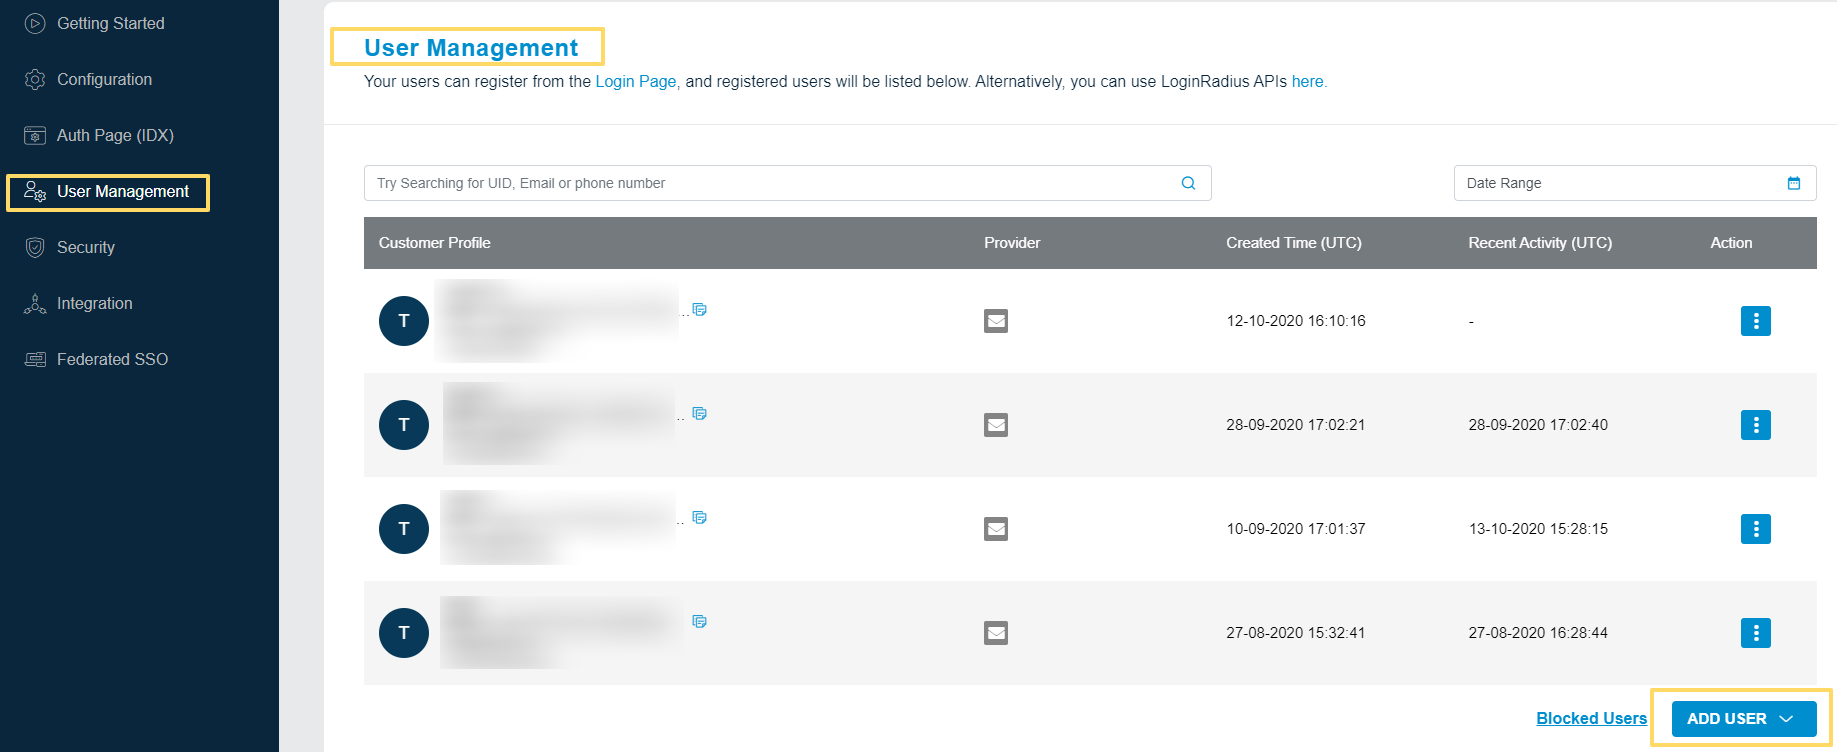 Getting Started
Configuration
Auth Page (IDX)
User Management
Security
Integration
Federated SSO
User Management
Your users can register from the Login Page, and registered users will be listed below. Alternatively, you can use LoginRadius APIs here.
Try Searching for UID, Email or phone number
Date Range
Customer Profile Provider Created Time (UTC) Recent Activity (UTC) Action
T ... 12-10-2020 16:10:16 -
T .. 28-09-2020 17:02:21 28-09-2020 17:02:40
T .. 10-09-2020 17:01:37 13-10-2020 15:28:15
T 27-08-2020 15:32:41 27-08-2020 16:28:44
Blocked Users ADD USER